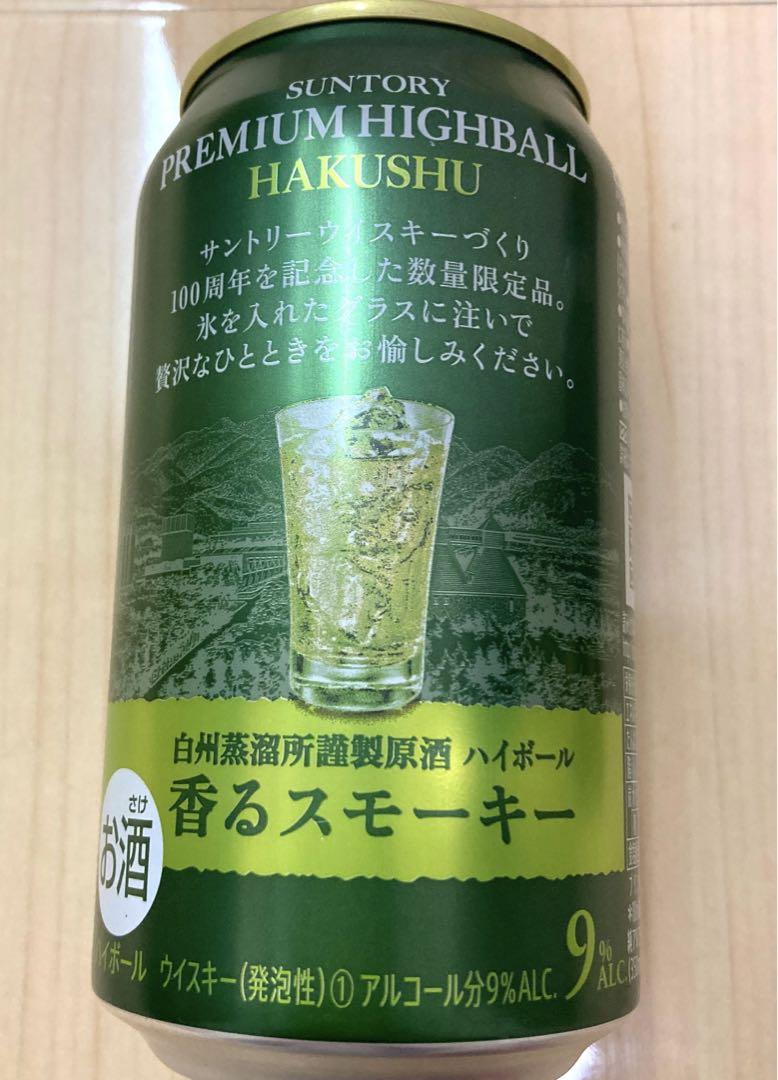 SUNTORY
PREMIUM HIGHBALL
HAKUSHU
サントリーウイスキーづくり
100周年を記念した数量限定品。
氷を入れたグラスに注いで
贅沢なひとときをお愉しみください。
白州蒸溜所謹製原酒 ハイボール
香るスモーキー
さけ
お酒
ハイボール ウイスキー(発泡性)① アルコール分9%ALC.
9%
ALC.